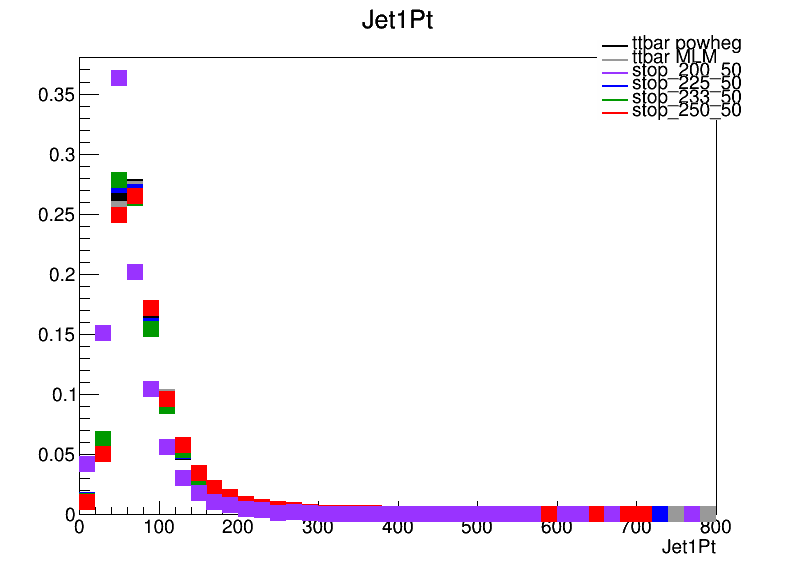 Jet1Pt
ttbar powheg
ttbar MLM
stop_200_50
stop_225_50
stop_233_50
stop_250_50
0.35
0.3
0.25
0.2
0.15
0.1
0.05
0
0 100 200 300 400 500 600 700 800
Jet1Pt